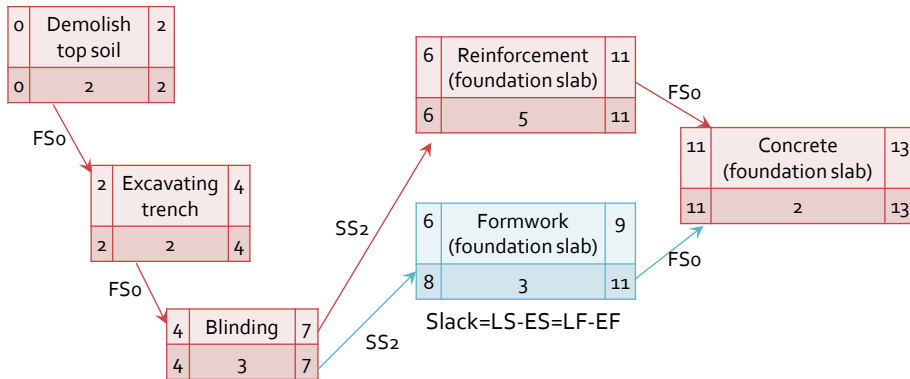 0 Demolish 2
top soil
0 2 2
FS0
2 Excavating 4
trench
2 2 4
FS0
4 Blinding 7
4 3 7
SS2
SS2
6 Reinforcement 11
(foundation slab)
6 5 11
FS0
6 Formwork 9
(foundation slab)
8 3 11
FS0
Slack=LS-ES=LF-EF
11 Concrete 13
(foundation slab)
11 2 13